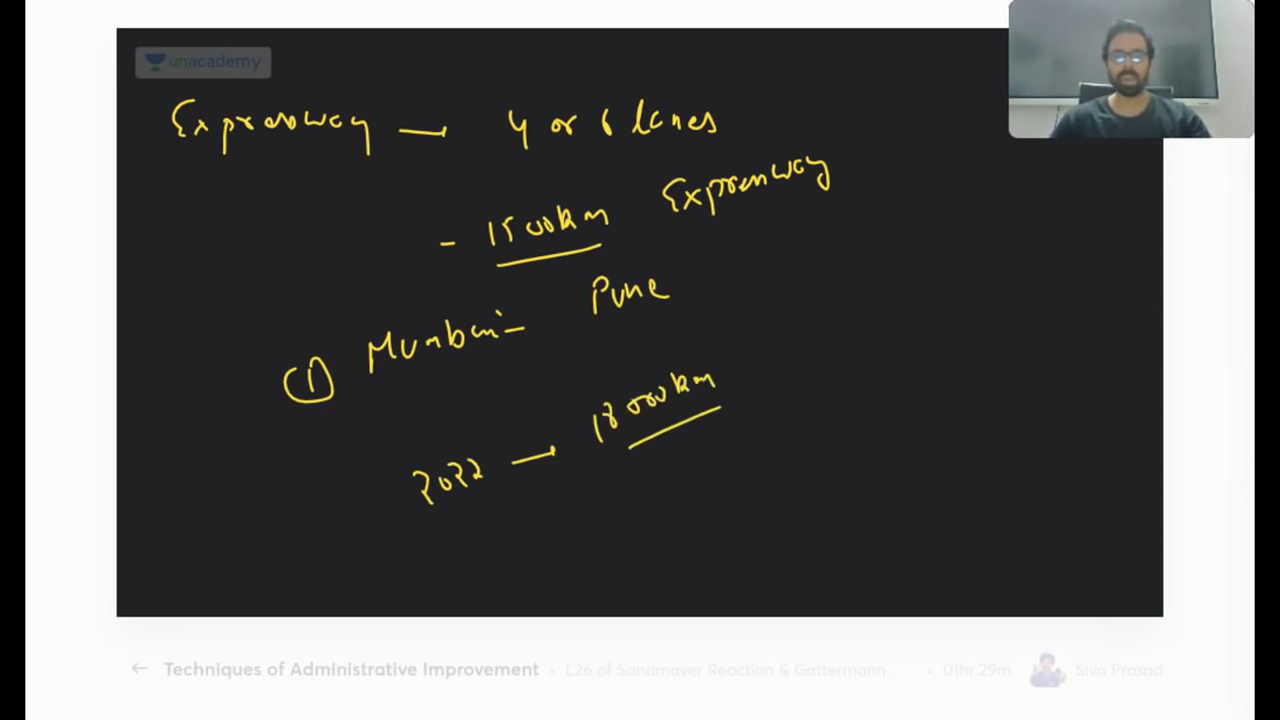 unacademy
Expressway — 4 or 6 lanes
- 1500km Expressway
① Mumbai - Pune
2022 — 18000km
← Techniques of Administrative Improvement • L26 of Sandmayer Reaction & Gattermann • 01hr 29m Siva Prasad